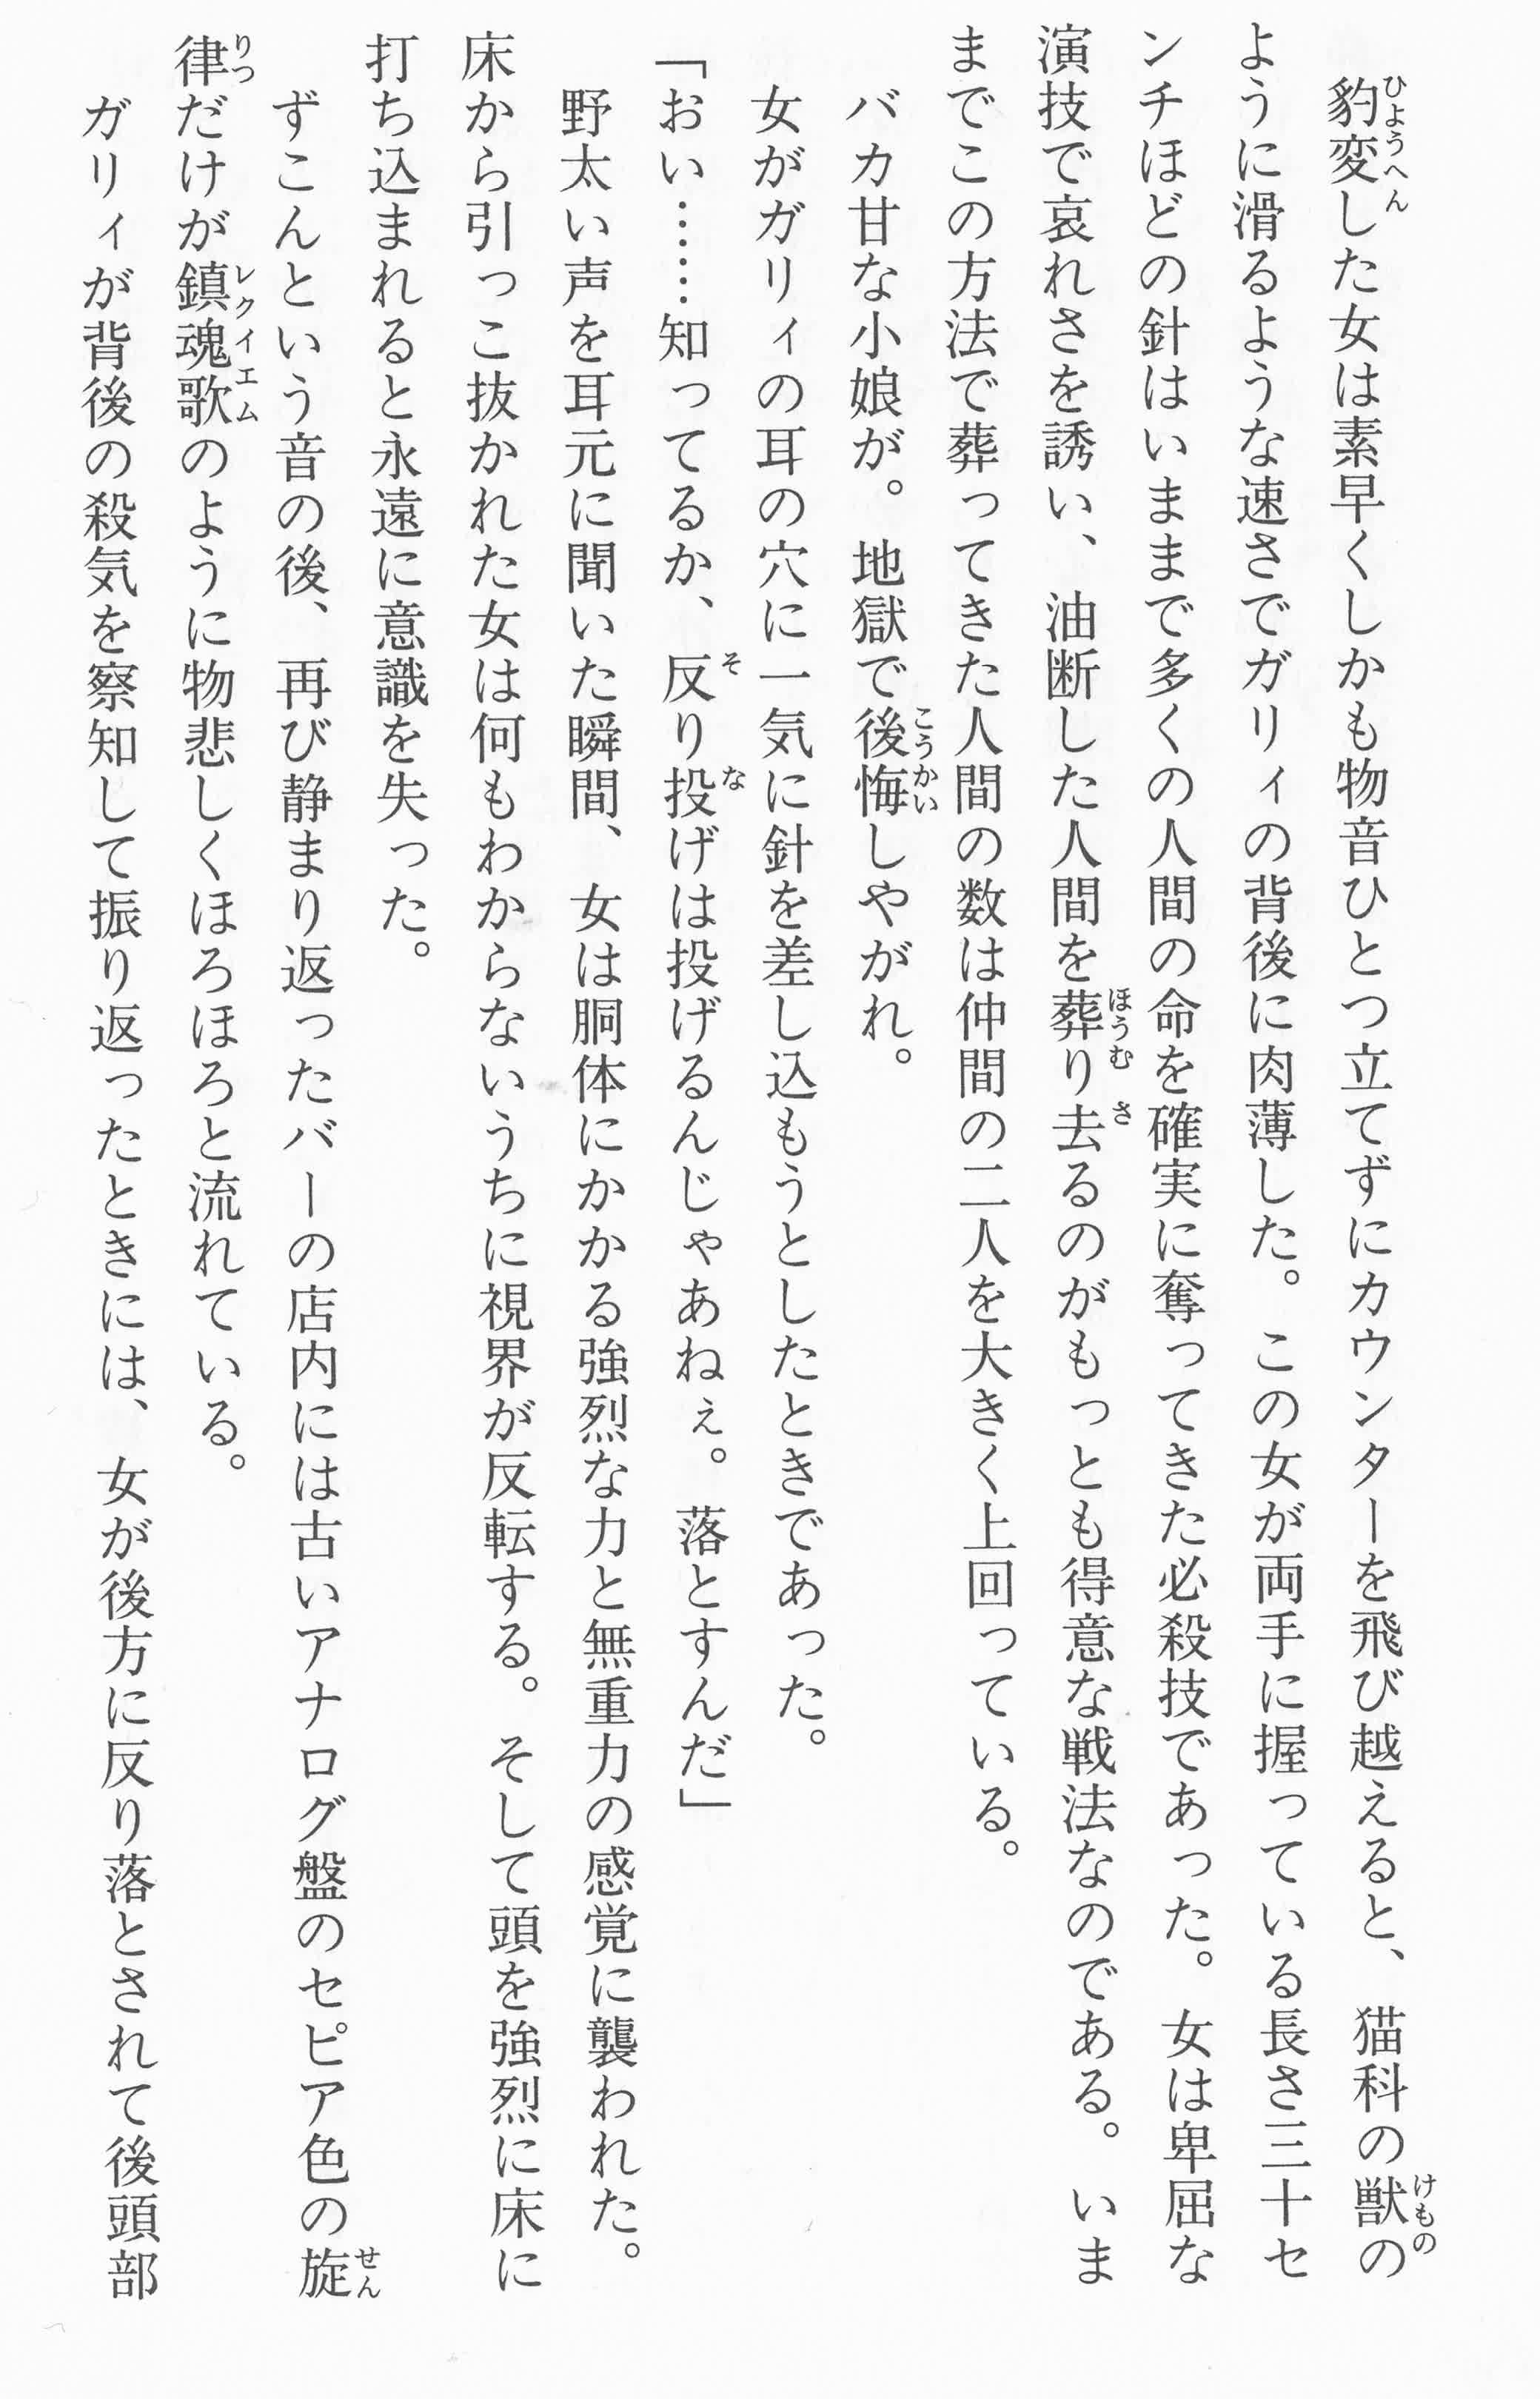 豹変した女は素早くしかも物音ひとつ立てずにカウンターを飛び越えると、猫科の獣の
ように滑るような速さでガリィの背後に肉薄した。この女が両手に握っている長さ三十セ
ンチほどの針はいままで多くの人間の命を確実に奪ってきた必殺技であった。女は卑屈な
演技で哀れさを誘い、油断した人間を葬り去るのがもっとも得意な戦法なのである。いま
までこの方法で葬ってきた人間の数は仲間の二人を大きく上回っている。
　バカ甘な小娘が。地獄で後悔しやがれ。
　女がガリィの耳の穴に一気に針を差し込もうとしたときであった。
「おい……知ってるか、反り投げは投げるんじゃあねぇ。落とすんだ」
　野太い声を耳元に聞いた瞬間、女は胴体にかかる強烈な力と無重力の感覚に襲われた。
床から引っこ抜かれた女は何もわからないうちに視界が反転する。そして頭を強烈に床に
打ち込まれると永遠に意識を失った。
　ずこんという音の後、再び静まり返ったバーの店内には古いアナログ盤のセピア色の旋
律だけが鎮魂歌のように物悲しくほろほろと流れている。
　ガリィが背後の殺気を察知して振り返ったときには、女が後方に反り落とされて後頭部